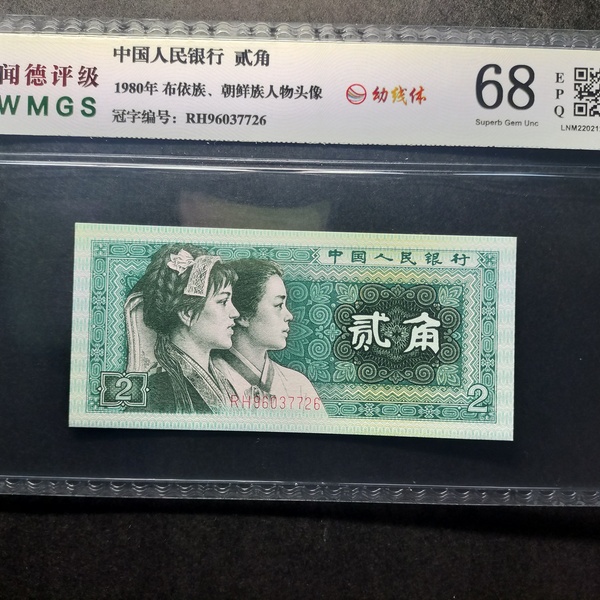 中国人民银行 贰角
闻德评级
WMGS
1980年 布依族、朝鲜族人物头像
幼线体
冠字编号: RH96037726
68
Superb Gem Unc
E
P
Q
LNM22021
中国人民银行
贰角
2
RH96037726
2